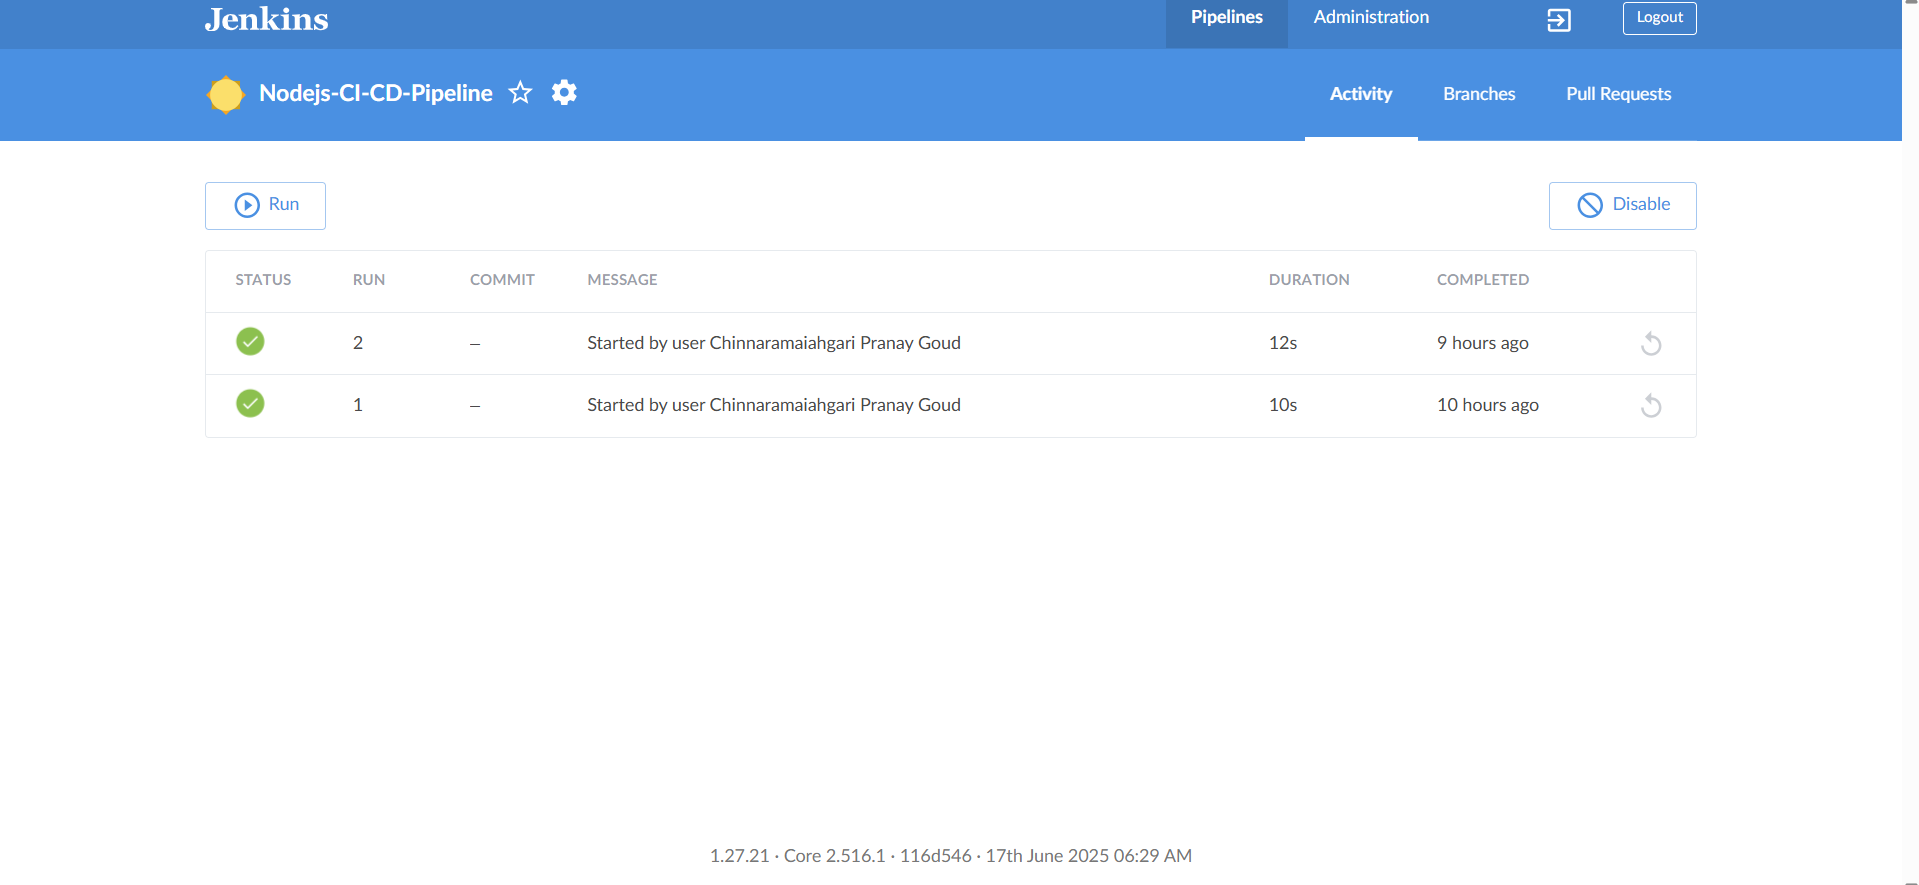 Jenkins
Pipelines Administration Logout
Nodejs-CI-CD-Pipeline
Activity Branches Pull Requests
Run Disable
STATUS RUN COMMIT MESSAGE DURATION COMPLETED
2 – Started by user Chinnaramaiahgari Pranay Goud 12s 9 hours ago
1 – Started by user Chinnaramaiahgari Pranay Goud 10s 10 hours ago
1.27.21 · Core 2.516.1 · 116d546 · 17th June 2025 06:29 AM